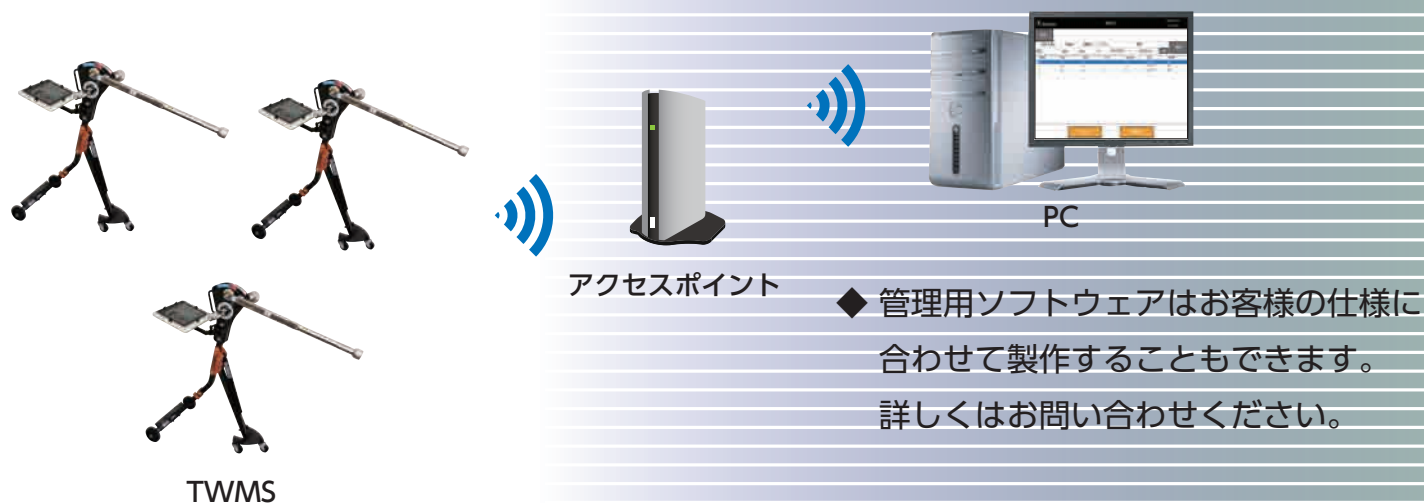 TWMS
アクセスポイント
PC
◆ 管理用ソフトウェアはお客様の仕様に
合わせて製作することもできます。
詳しくはお問い合わせください。